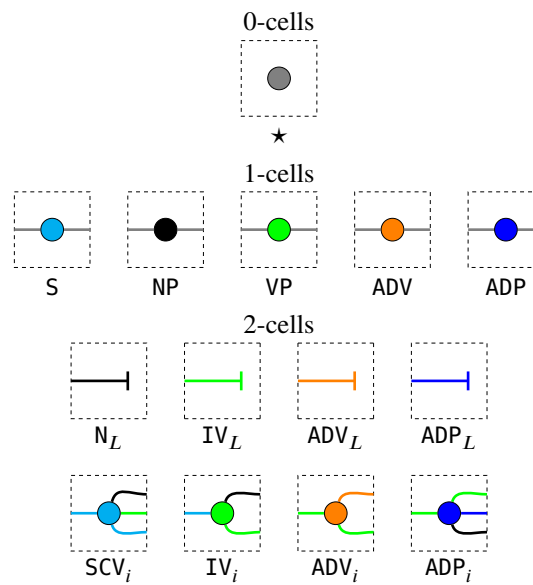 0-cells
★
1-cells
S NP VP ADV ADP
2-cells
N_L IV_L ADV_L ADP_L
SCV_i IV_i ADV_i ADP_i